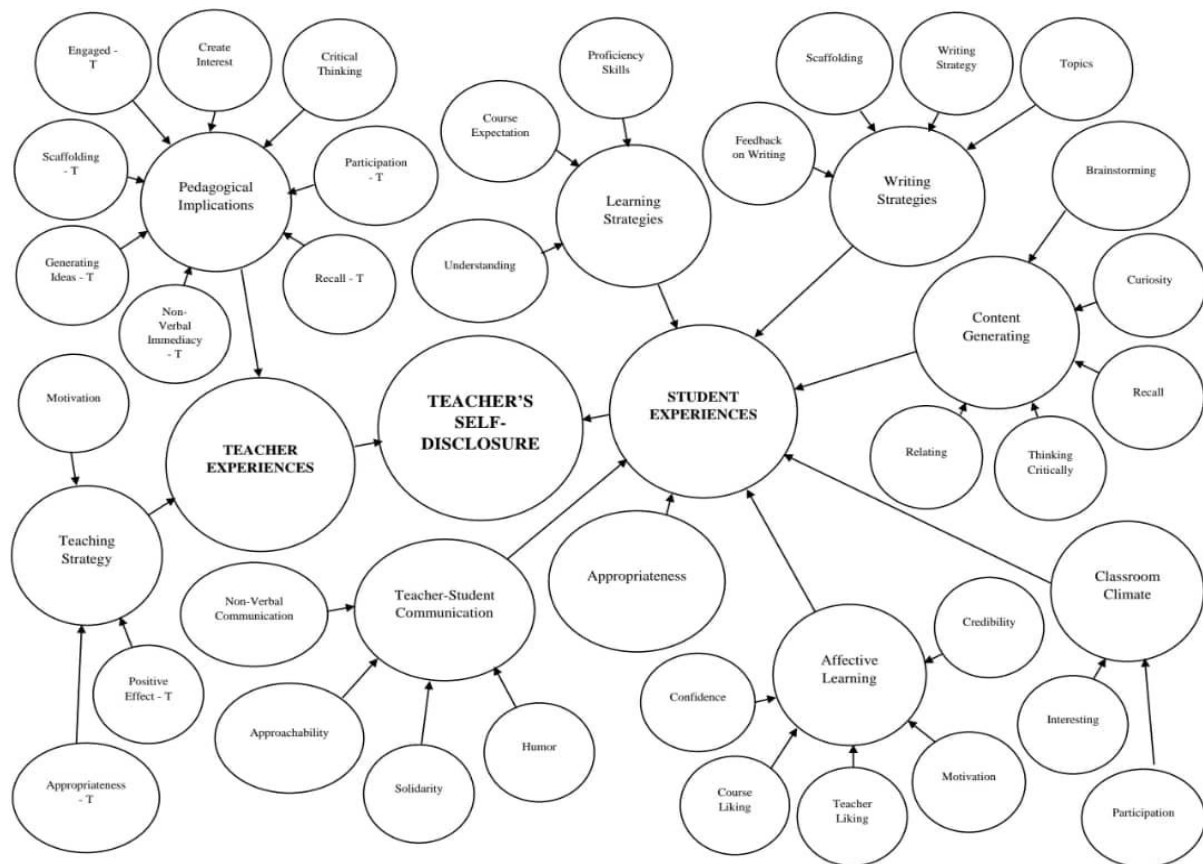 Engaged -
T
Create
Interest
Critical
Thinking
Scaffolding
- T
Pedagogical
Implications
Participation
- T
Generating
Ideas - T
Non-
Verbal
Immediacy
- T
Recall - T
Proficiency
Skills
Course
Expectation
Learning
Strategies
Understanding
Scaffolding
Writing
Strategy
Topics
Feedback
on Writing
Writing
Strategies
Brainstorming
Content
Generating
Curiosity
Recall
Relating
Thinking
Critically
Motivation
TEACHER
EXPERIENCES
TEACHER'S
SELF-
DISCLOSURE
STUDENT
EXPERIENCES
Teaching
Strategy
Positive
Effect - T
Appropriateness
- T
Non-Verbal
Communication
Teacher-Student
Communication
Approachability
Solidarity
Humor
Appropriateness
Affective
Learning
Credibility
Confidence
Course
Liking
Teacher
Liking
Motivation
Classroom
Climate
Interesting
Participation